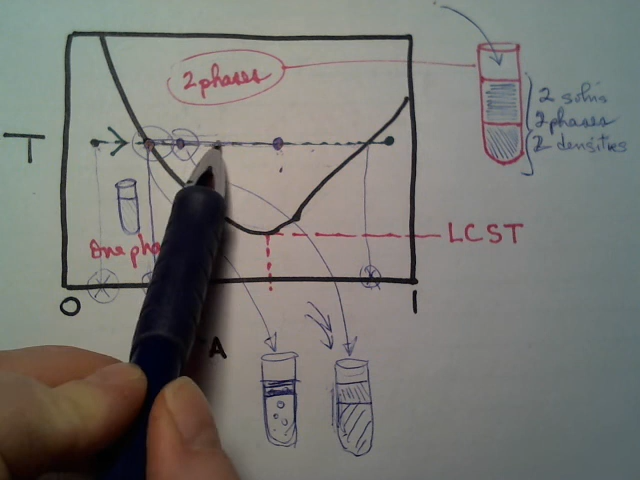 2 phases
2 solns
2 phases
2 densities
T
One pha
LCST
0
1
A